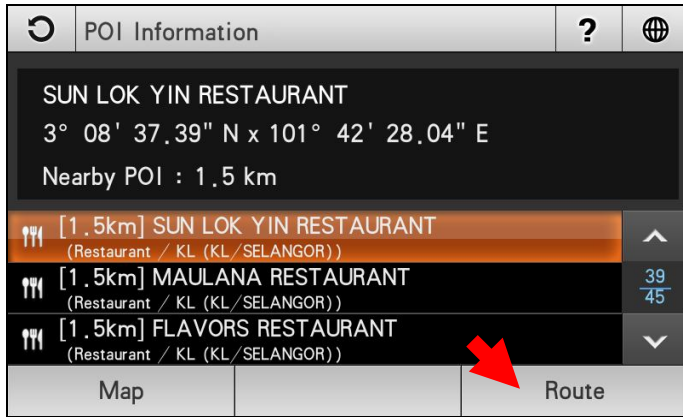 POI Information
?
SUN LOK YIN RESTAURANT
3° 08' 37.39" N x 101° 42' 28.04" E
Nearby POI : 1.5 km
[1.5km] SUN LOK YIN RESTAURANT
(Restaurant / KL (KL/SELANGOR))
[1.5km] MAULANA RESTAURANT
(Restaurant / KL (KL/SELANGOR))
39
45
[1.5km] FLAVORS RESTAURANT
(Restaurant / KL (KL/SELANGOR))
Map
Route